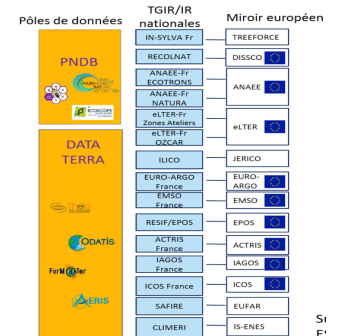 Pôles de données
TGIR/IR
nationales
Miroir européen
PNDB
ECOSCOPE
DATA
TERRA
ODATIS
ForM@Ter
AERIS
IN-SYLVA Fr
TREEFORCE
RECOLNAT
DISSCO
ANAEE-Fr
ECOTRONS
ANAEE-Fr
NATURA
ANAEE
eLTER-Fr
Zones Ateliers
eLTER-Fr
OZCAR
eLTER
ILICO
JERICO
EURO-ARGO
France
EURO-
ARGO
EMSO
France
EMSO
RESIF/EPOS
EPOS
ACTRIS
France
ACTRIS
IAGOS
France
IAGOS
ICOS France
ICOS
SAFIRE
EUFAR
CLIMERI
IS-ENES